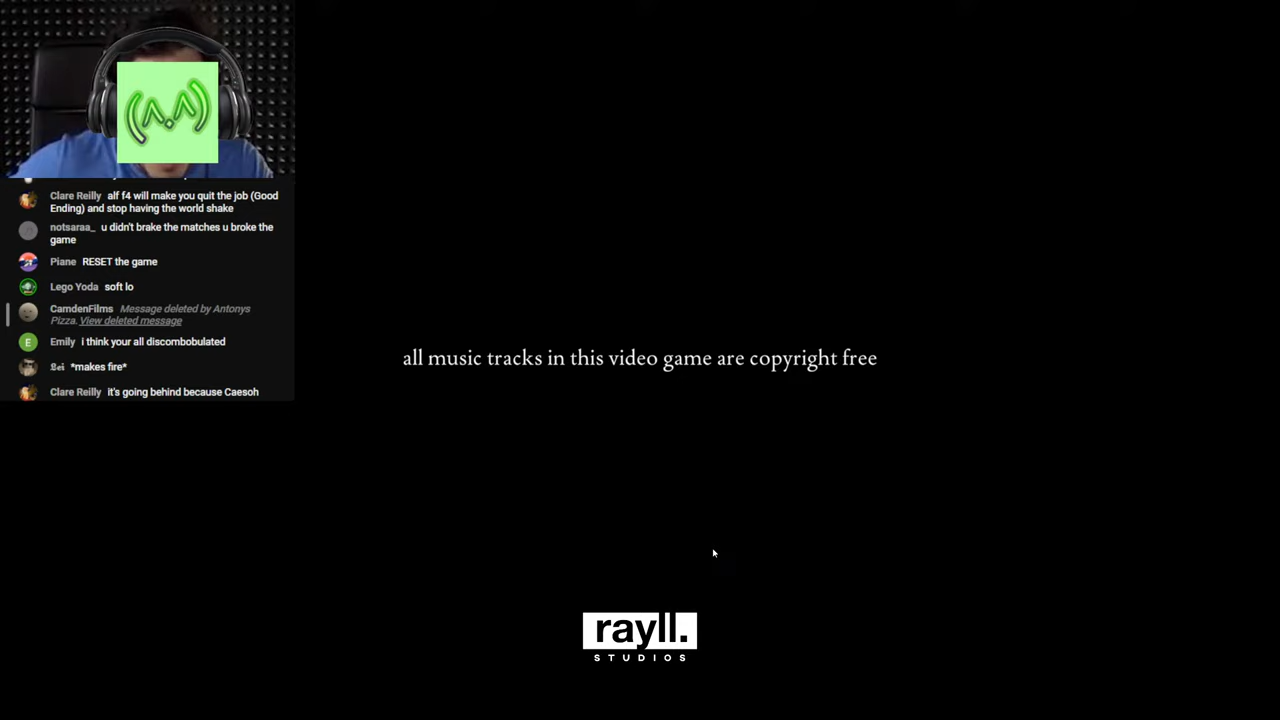 (^.^)
Clare Reilly alf f4 will make you quit the job (Good
Ending) and stop having the world shake
notsaraa_ u didn't brake the matches u broke the
game
Piane RESET the game
Lego Yoda soft lo
CamdenFilms Message deleted by Antonys
Pizza. View deleted message
E Emily i think your all discombobulated
𝕷𝖊𝖎 *makes fire*
Clare Reilly it's going behind because Caesoh
all music tracks in this video game are copyright free
rayll.
STUDIOS